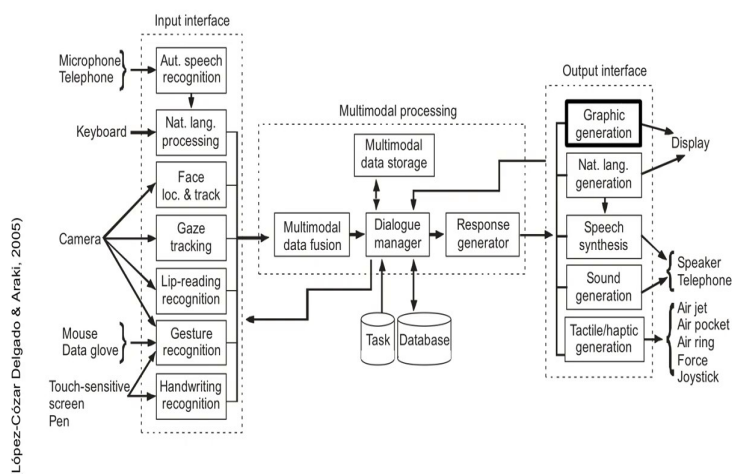 Input interface
Microphone
Telephone
Aut. speech
recognition
Keyboard
Nat. lang.
processing
Face
loc. & track
Camera
Gaze
tracking
Lip-reading
recognition
Mouse
Data glove
Gesture
recognition
Touch-sensitive
screen
Pen
Handwriting
recognition
Multimodal processing
Multimodal
data storage
Multimodal
data fusion
Dialogue
manager
Response
generator
Task
Database
Output interface
Graphic
generation
Display
Nat. lang.
generation
Speech
synthesis
Speaker
Telephone
Sound
generation
Tactile/haptic
generation
Air jet
Air pocket
Air ring
Force
Joystick
López-Cózar Delgado & Araki, 2005)